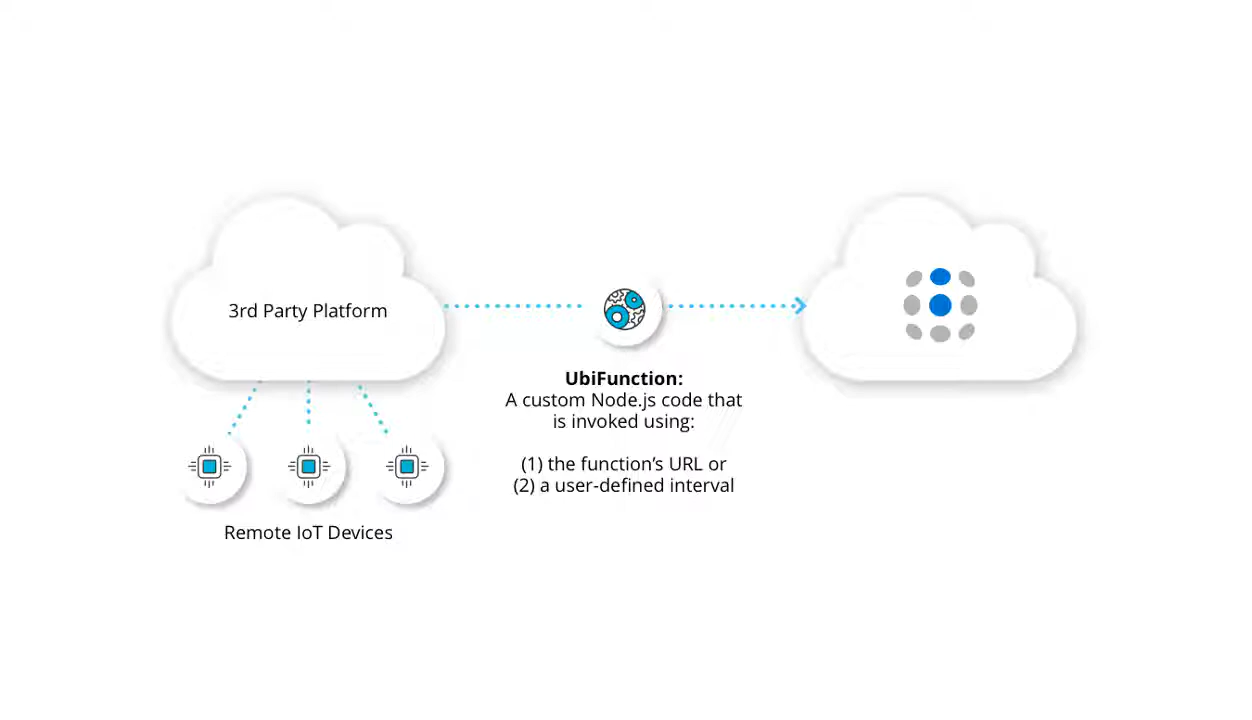 3rd Party Platform
UbiFunction:
A custom Node.js code that
is invoked using:
(1) the function’s URL or
(2) a user-defined interval
Remote IoT Devices